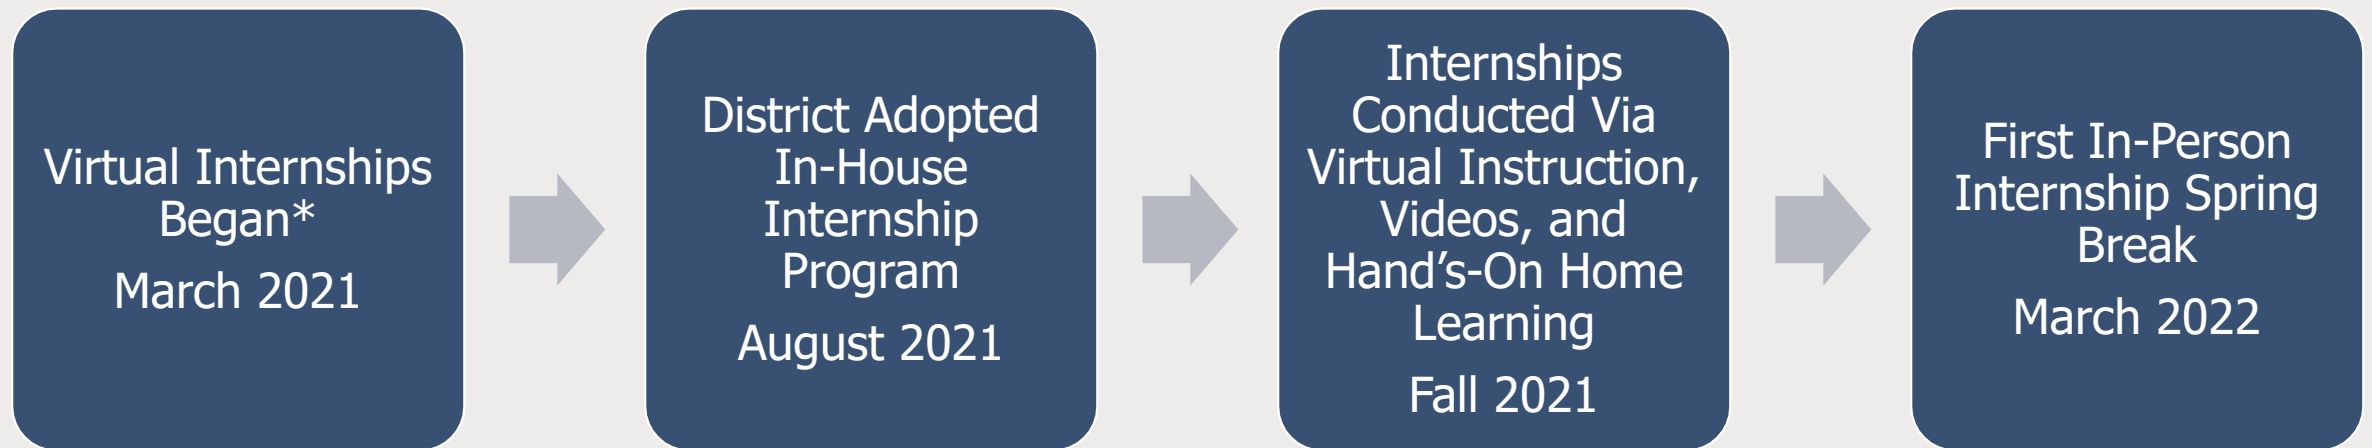 Virtual Internships
Began*
March 2021
District Adopted
In-House
Internship
Program
August 2021
Internships
Conducted Via
Virtual Instruction,
Videos, and
Hand’s-On Home
Learning
Fall 2021
First In-Person
Internship Spring
Break
March 2022